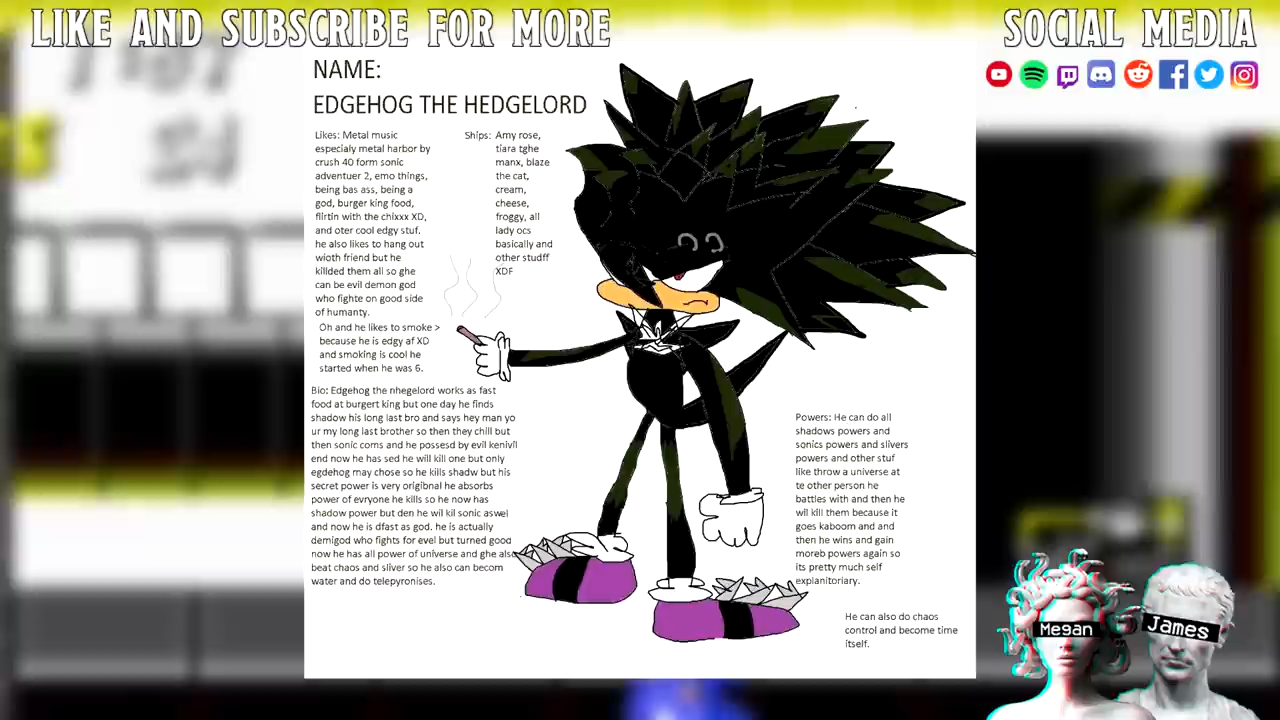 LIKE AND SUBSCRIBE FOR MORE
SOCIAL MEDIA
NAME:
EDGEHOG THE HEDGELORD
Likes: Metal music
especialy metal harbor by
crush 40 form sonic
adventuer 2, emo things,
being bas ass, being a
god, burger king food,
flirtin with the chixxx XD,
and oter cool edgy stuf.
he also likes to hang out
wioth friend but he
killded them all so ghe
can be evil demon god
who fighte on good side
of humanty.
Oh and he likes to smoke >
because he is edgy af XD
and smoking is cool he
started when he was 6.
Ships: Amy rose,
tiara tghe
manx, blaze
the cat,
cream,
cheese,
froggy, all
lady ocs
basically and
other studff
XDF
Bio: Edgehog the nhegelord works as fast
food at burgert king but one day he finds
shadow his long last bro and says hey man yo
ur my long last brother so then they chill but
then sonic coms and he possesd by evil kenivil
end now he has sed he will kill one but only
egdehog may chose so he kills shadw but his
secret power is very origibnal he absorbs
power of evryone he kills so he now has
shadow power but den he wil kil sonic aswel
and now he is dfast as god. he is actually
demigod who fights for evel but turned good
now he has all power of universe and ghe also
beat chaos and sliver so he also can becom
water and do telepyronises.
Powers: He can do all
shadows powers and
sonics powers and slivers
powers and other stuf
like throw a universe at
te other person he
battles with and then he
wil kill them because it
goes kaboom and and
then he wins and gain
moreb powers again so
its pretty much self
explanitoriary.
He can also do chaos
control and become time
itself.
Megan
James